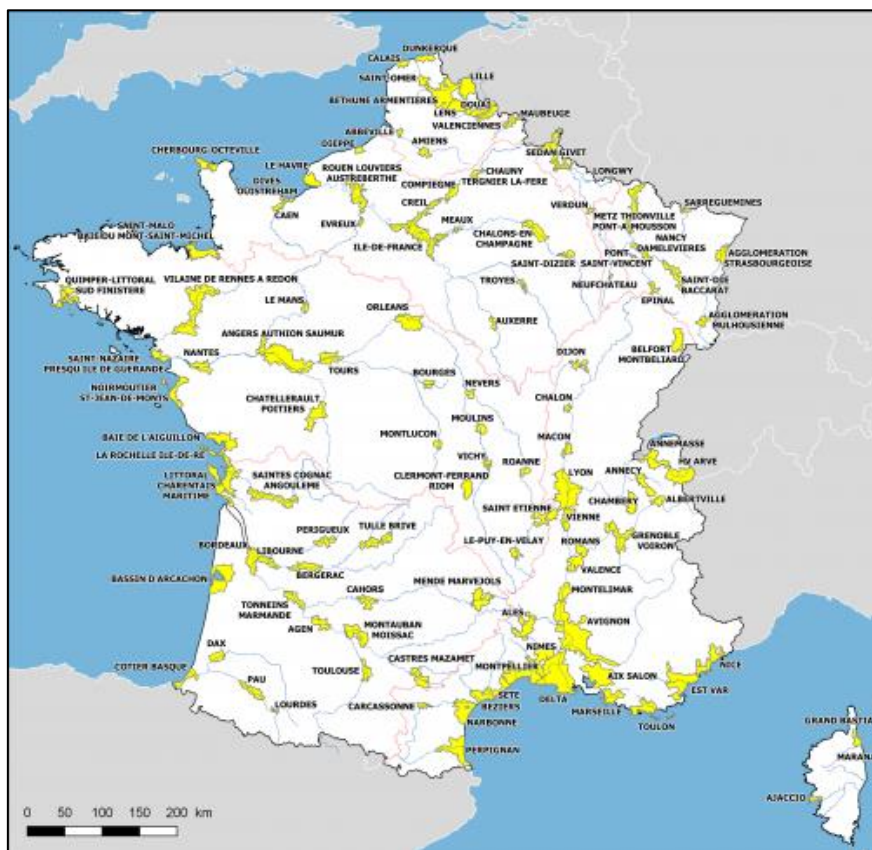 DUNKERQUE
CALAIS
SAINT-OMER
LILLE
BETHUNE ARMENTIERES
DOUAI
LENS
VALENCIENNES
MAUBEUGE
ABBEVILLE
DIEPPE
AMIENS
CHERBOURG-OCTEVILLE
SEDAN GIVET
LE HAVRE
ROUEN LOUVIERS
AUSTREBERTHE
CHAUNY
TERGNIER LA-FERE
COMPIEGNE
LONGWY
DIVES
OUISTREHAM
CREIL
VERDUN
SARREGUEMINES
CAEN
EVREUX
MEAUX
METZ THIONVILLE
PONT-A-MOUSSON
SAINT-MALO
BAIE DU MONT-SAINT-MICHEL
ILE-DE-FRANCE
CHALONS-EN
CHAMPAGNE
NANCY
DAMELEVIERES
PONT
SAINT-VINCENT
AGGLOMERATION
STRASBOURGEOISE
SAINT-DIZIER
QUIMPER-LITTORAL
SUD FINISTERE
VILAINE DE RENNES A REDON
TROYES
NEUFCHATEAU
SAINT-DIE
BACCARAT
LE MANS
ORLEANS
EPINAL
AUXERRE
AGGLOMERATION
MULHOUSIENNE
ANGERS AUTHION SAUMUR
SAINT-NAZAIRE
PRESQU ILE DE GUERANDE
NANTES
TOURS
BOURGES
DIJON
BELFORT
MONTBELIARD
NOIRMOUTIER
ST-JEAN-DE-MONTS
CHATELLERAULT
POITIERS
NEVERS
CHALON
MOULINS
BAIE DE L'AIGUILLON
MONTLUCON
MACON
ANNEMASSE
LA ROCHELLE ILE-DE-RE
VICHY
ROANNE
ANNECY
HV ARVE
LITTORAL
CHARENTAIS
MARITIME
SAINTES COGNAC
ANGOULEME
CLERMONT-FERRAND
RIOM
LYON
CHAMBERY
ALBERTVILLE
SAINT ETIENNE
VIENNE
PERIGUEUX
TULLE BRIVE
LE-PUY-EN-VELAY
GRENOBLE
VOIRON
BORDEAUX
LIBOURNE
ROMANS
VALENCE
BASSIN D'ARCACHON
BERGERAC
CAHORS
MENDE MARVEJOLS
MONTELIMAR
TONNEINS
MARMANDE
ALES
AVIGNON
AGEN
MONTAUBAN
MOISSAC
NIMES
DAX
CASTRES MAZAMET
MONTPELLIER
NICE
COTIER BASQUE
TOULOUSE
AIX SALON
PAU
SETE
DELTA
EST VAR
LOURDES
CARCASSONNE
BEZIERS
MARSEILLE
NARBONNE
TOULON
GRAND BASTIA
PERPIGNAN
MARANA
AJACCIO
0 50 100 150 200 km